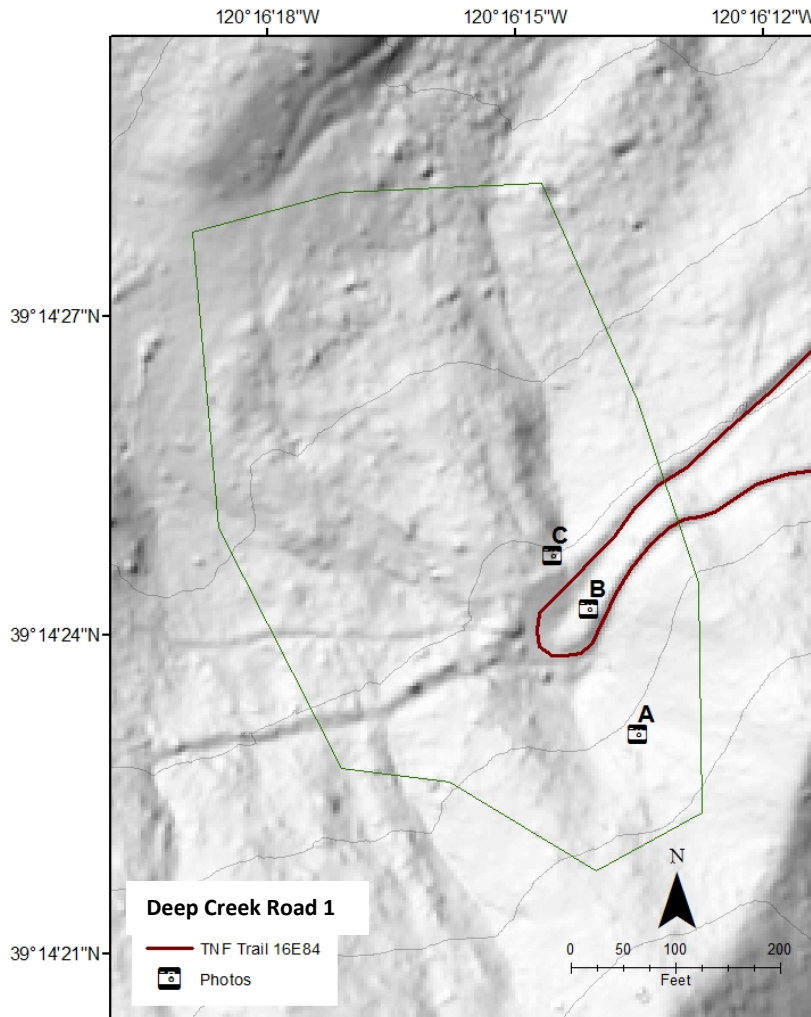 120°16'18"W 120°16'15"W 120°16'12"W
39°14'27"N
C
B
39°14'24"N
A
N
Deep Creek Road 1
TNF Trail 16E84
Photos
39°14'21"N
0 50 100 200
Feet